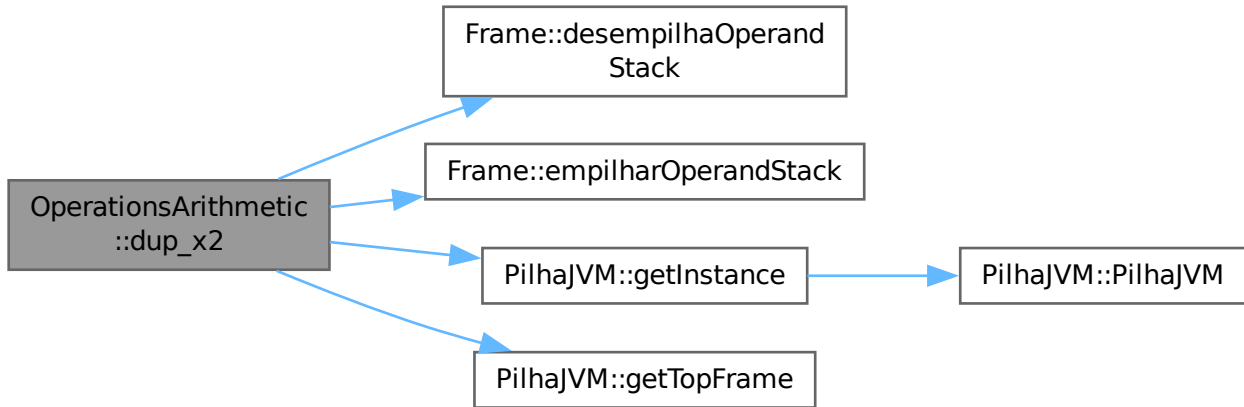 Frame::desempilhaOperand
Stack
Frame::empilharOperandStack
OperationsArithmetic
::dup_x2
PilhaJVM::getInstance
PilhaJVM::PilhaJVM
PilhaJVM::getTopFrame